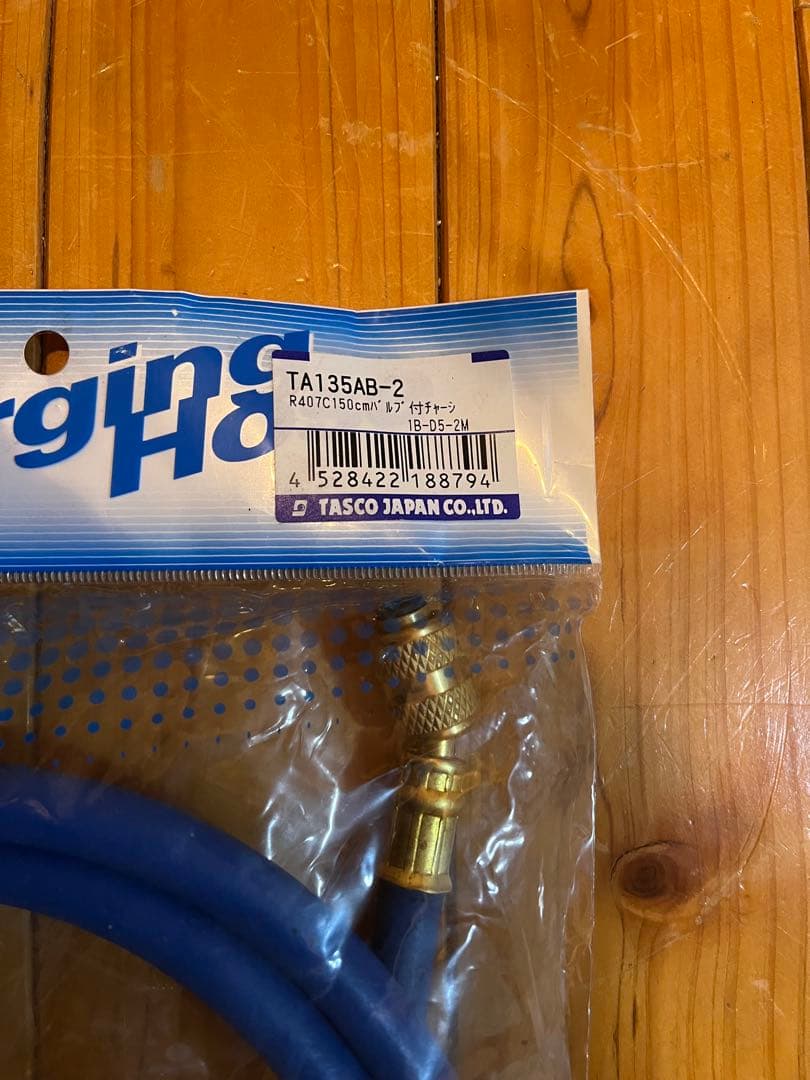 rging
Ho
TA135AB-2
R407C150cmバルブ付チャージ
1B-D5-2M
4 528422 188794
TASCO JAPAN CO.,LTD.